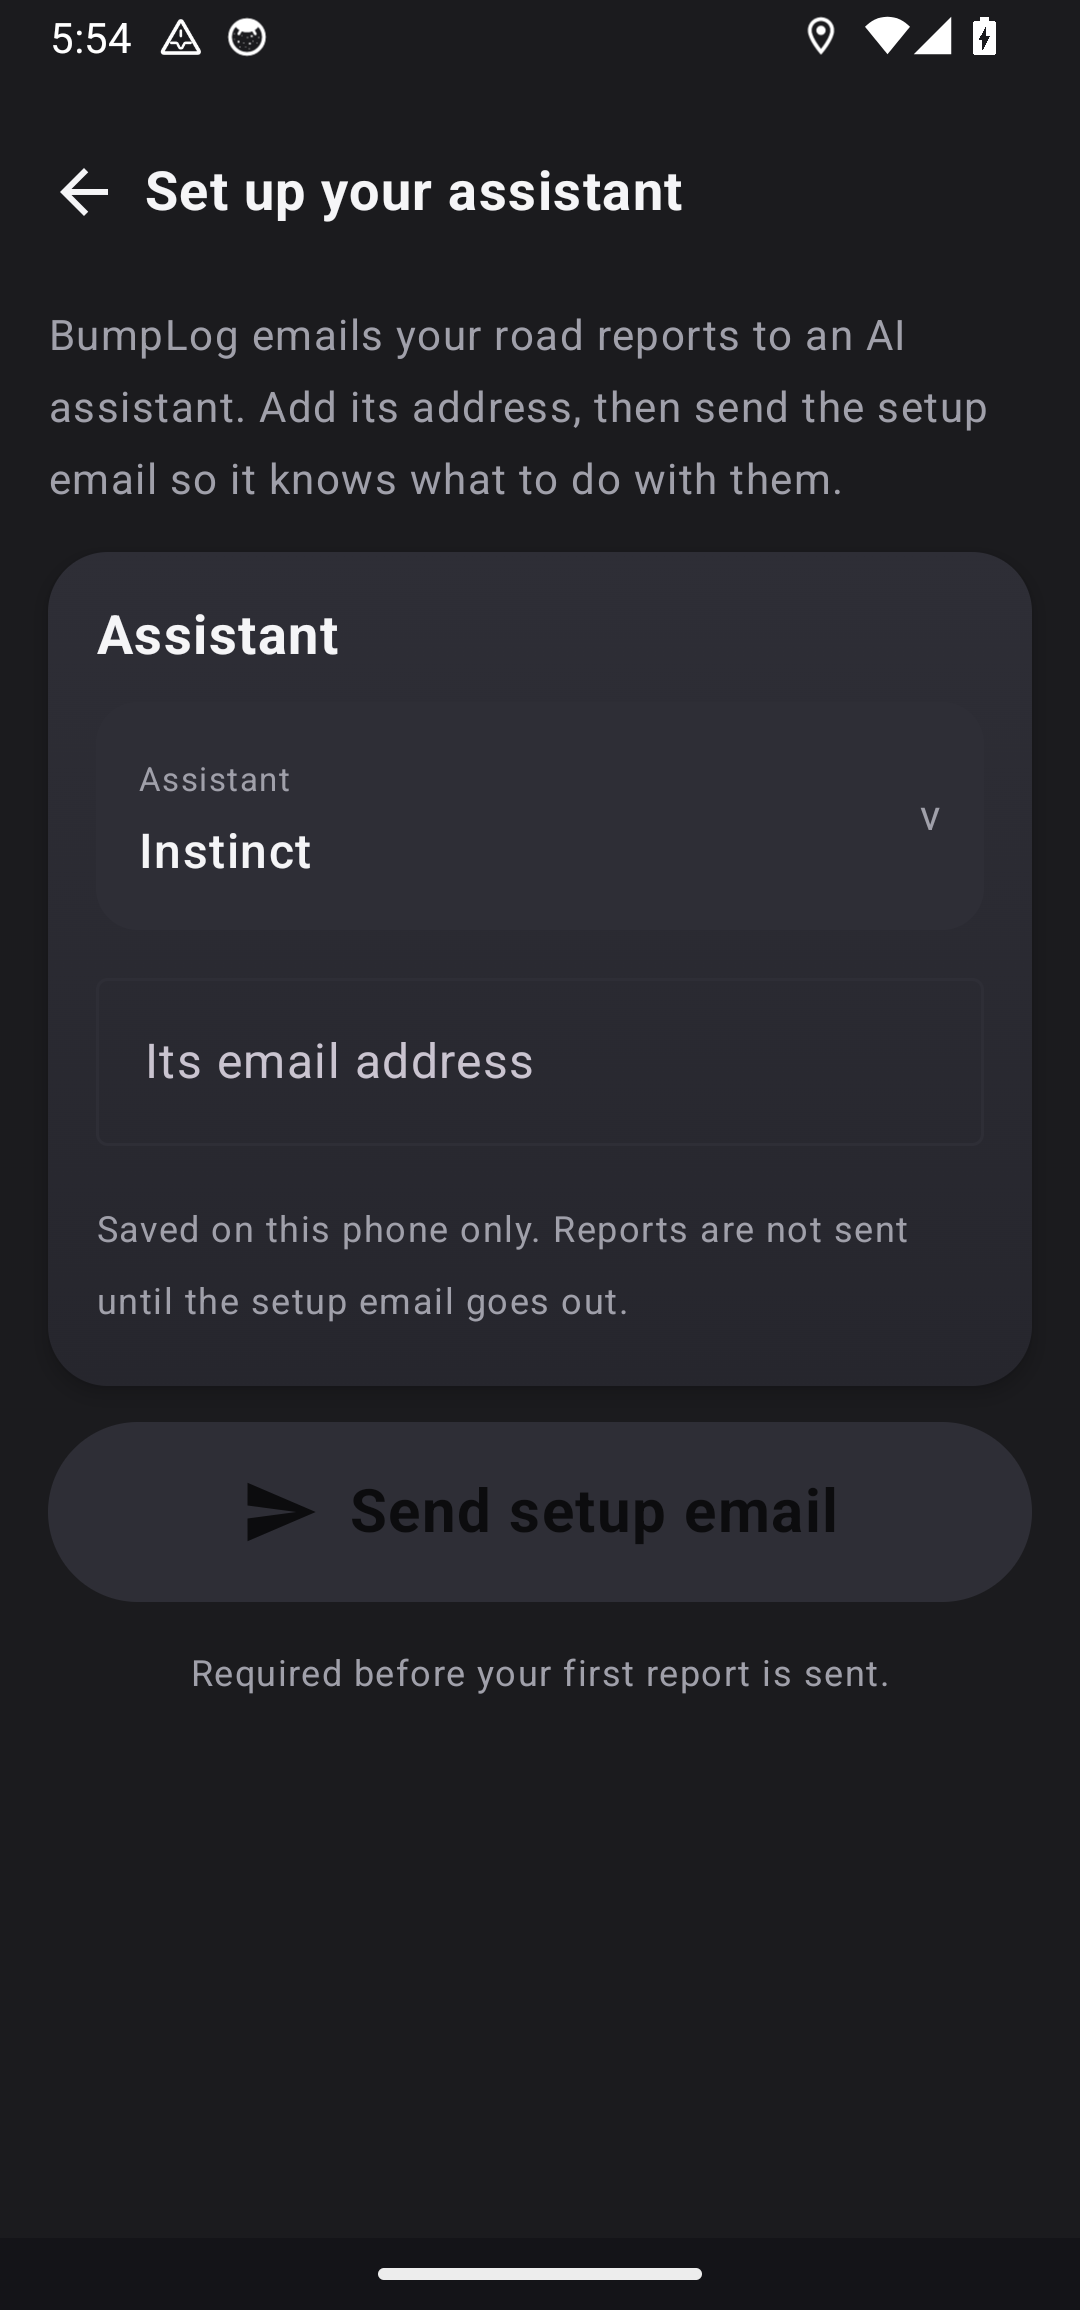 5:54
Set up your assistant
BumpLog emails your road reports to an AI
assistant. Add its address, then send the setup
email so it knows what to do with them.
Assistant
Assistant
Instinct
v
Its email address
Saved on this phone only. Reports are not sent
until the setup email goes out.
Send setup email
Required before your first report is sent.